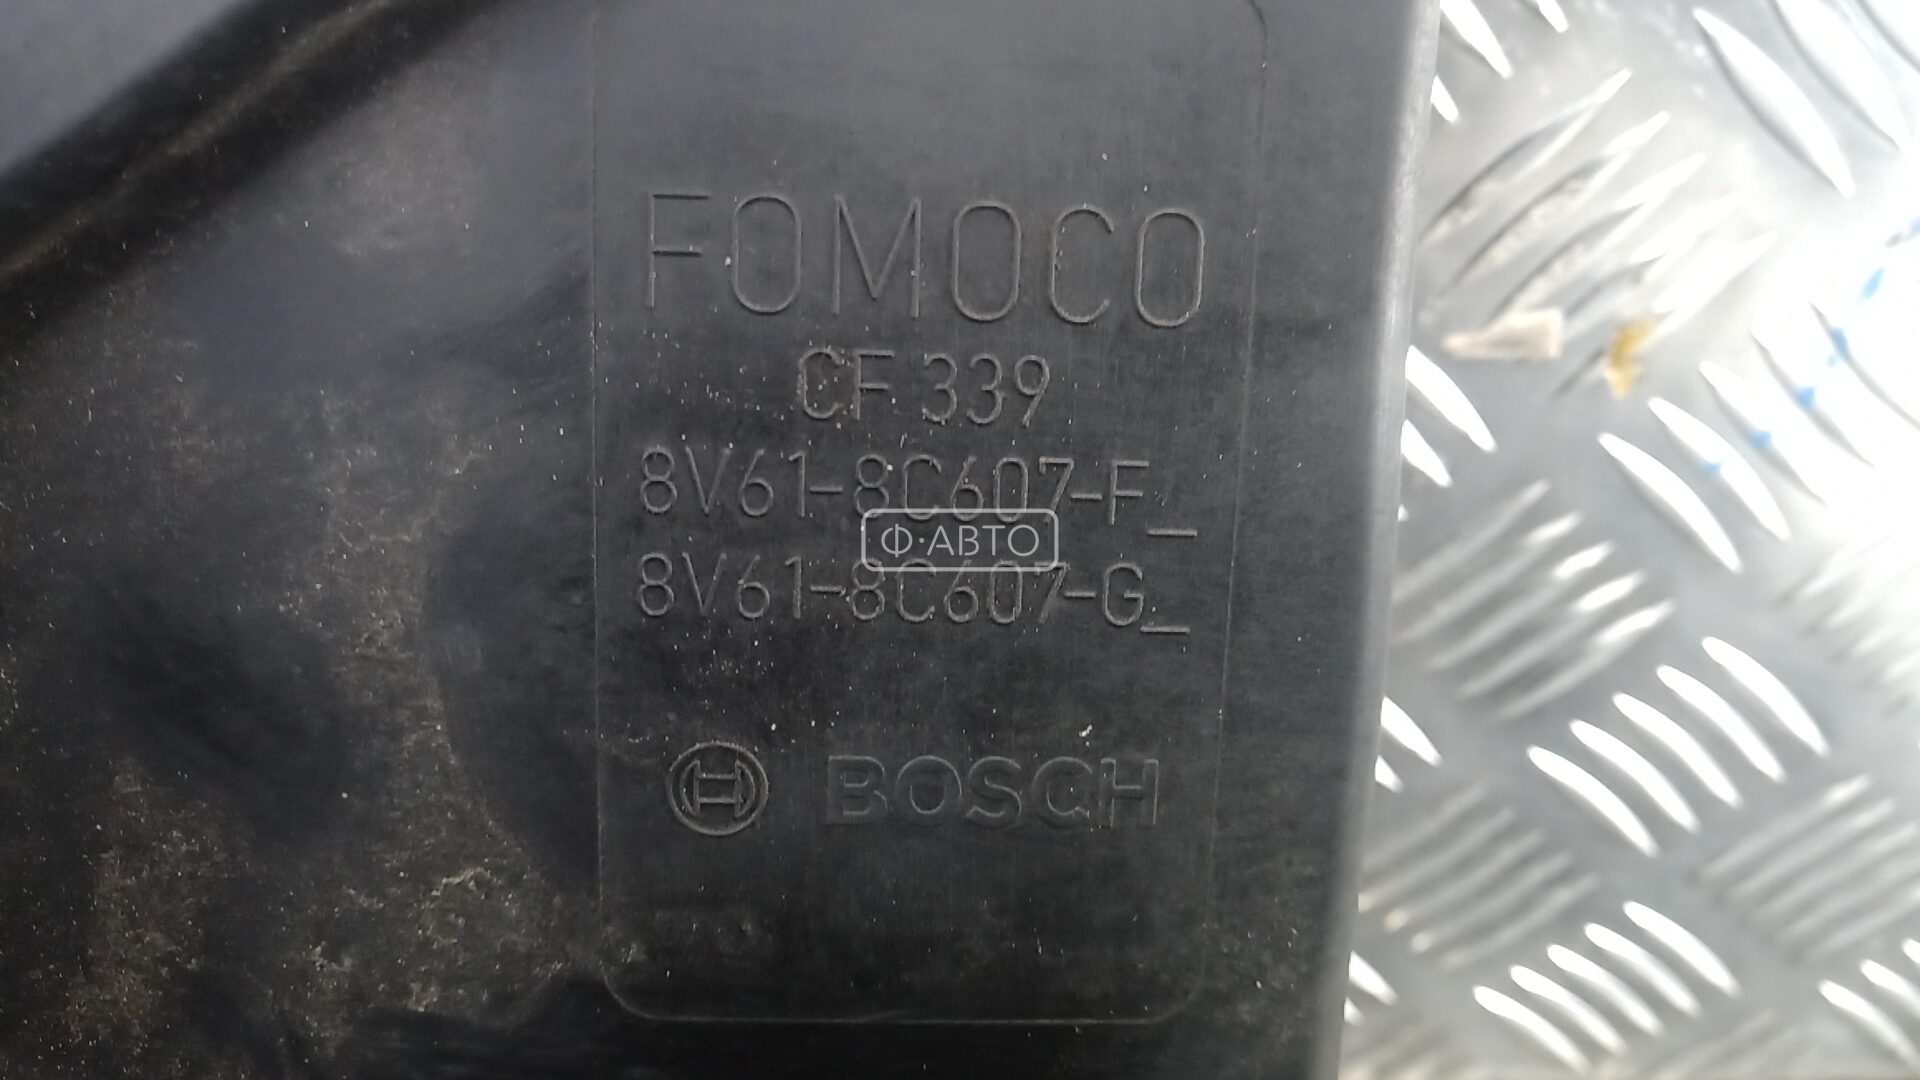 FOMOCO
CF 339
8V61-8C607-F_
Ф·АВТО
8V61-8C607-G_
BOSCH